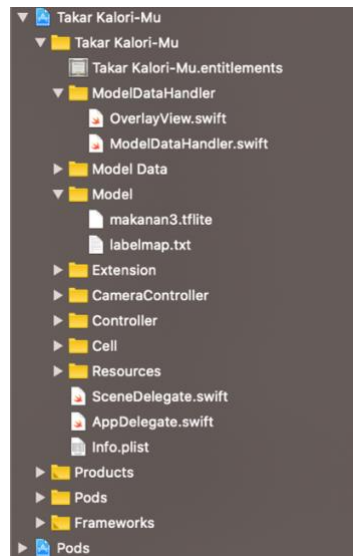 Takar Kalori-Mu
Takar Kalori-Mu
Takar Kalori-Mu.entitlements
ModelDataHandler
OverlayView.swift
ModelDataHandler.swift
Model Data
Model
makanan3.tflite
labelmap.txt
Extension
CameraController
Controller
Cell
Resources
SceneDelegate.swift
AppDelegate.swift
Info.plist
Products
Pods
Frameworks
Pods